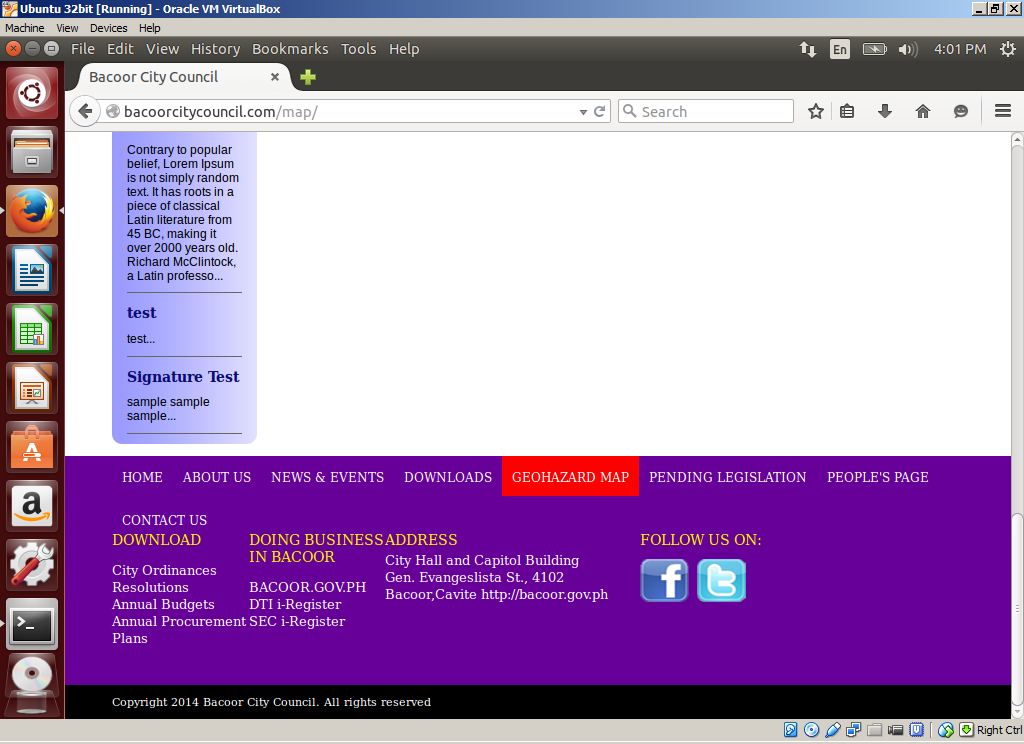 Ubuntu 32bit [Running] - Oracle VM VirtualBox
Machine View Devices Help
File Edit View History Bookmarks Tools Help
En
4:01 PM
Bacoor City Council
bacoorcitycouncil.com/map/
Search
Contrary to popular
belief, Lorem Ipsum
is not simply random
text. It has roots in a
piece of classical
Latin literature from
45 BC, making it
over 2000 years old.
Richard McClintock,
a Latin professo...
test
test...
Signature Test
sample sample
sample...
HOME ABOUT US NEWS & EVENTS DOWNLOADS GEOHAZARD MAP PENDING LEGISLATION PEOPLE'S PAGE
CONTACT US
DOWNLOAD
City Ordinances
Resolutions
Annual Budgets
Annual Procurement
Plans
DOING BUSINESS
IN BACOOR
BACOOR.GOV.PH
DTI i-Register
SEC i-Register
ADDRESS
City Hall and Capitol Building
Gen. Evangeslista St., 4102
Bacoor,Cavite http://bacoor.gov.ph
FOLLOW US ON:
f t
Copyright 2014 Bacoor City Council. All rights reserved
Right Ctrl